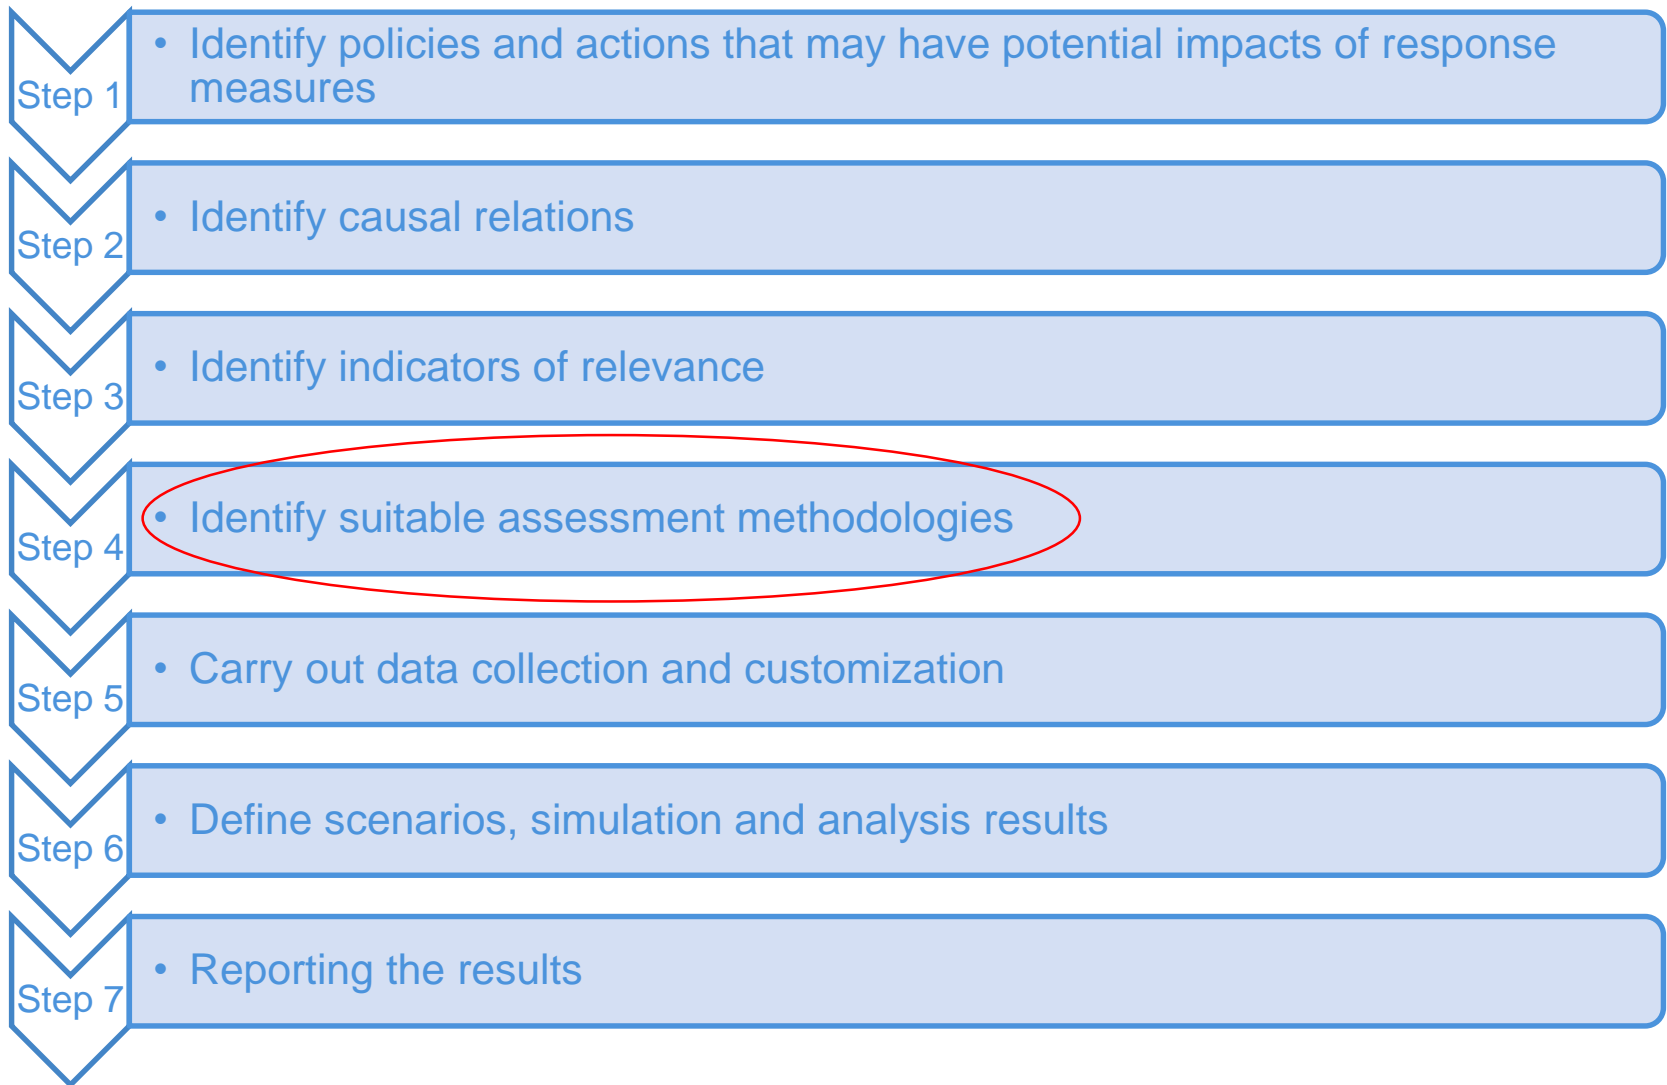 Step 1
• Identify policies and actions that may have potential impacts of response
measures
Step 2
• Identify causal relations
Step 3
• Identify indicators of relevance
Step 4
• Identify suitable assessment methodologies
Step 5
• Carry out data collection and customization
Step 6
• Define scenarios, simulation and analysis results
Step 7
• Reporting the results